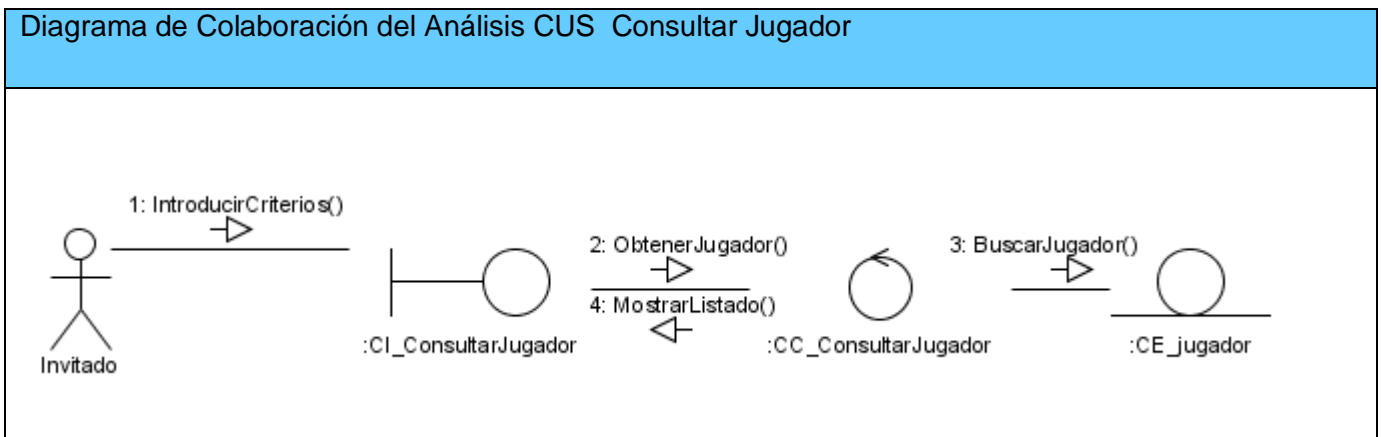 Diagrama de Colaboración del Análisis CUS  Consultar Jugador
1: IntroducirCriterios()
2: ObtenerJugador()
3: BuscarJugador()
4: MostrarListado()
:CI_ConsultarJugador
:CC_ConsultarJugador
:CE_jugador
Invitado